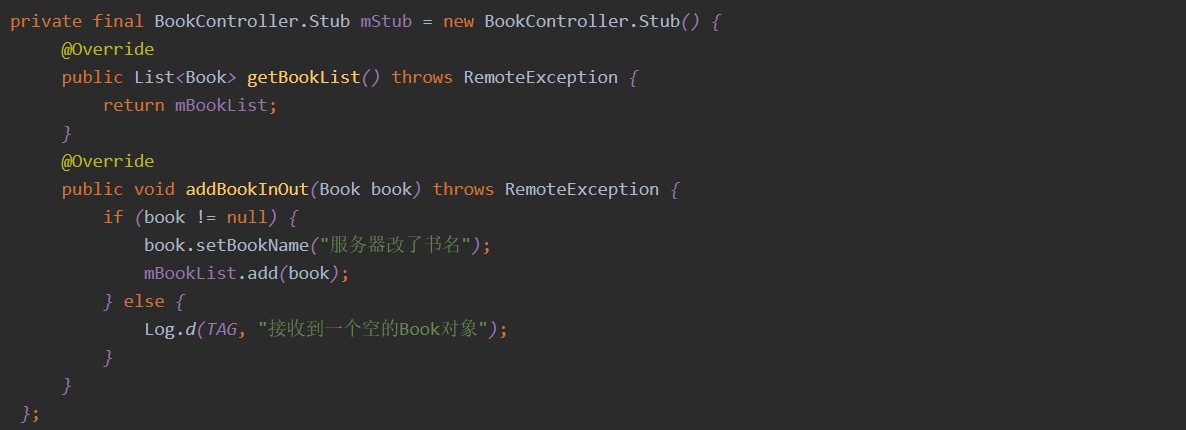 private final BookController.Stub mStub = new BookController.Stub() {
@Override
public List<Book> getBookList() throws RemoteException {
return mBookList;
}
@Override
public void addBookInOut(Book book) throws RemoteException {
if (book != null) {
book.setBookName("服务器改了书名");
mBookList.add(book);
} else {
Log.d(TAG, "接收到一个空的Book对象");
}
}
};